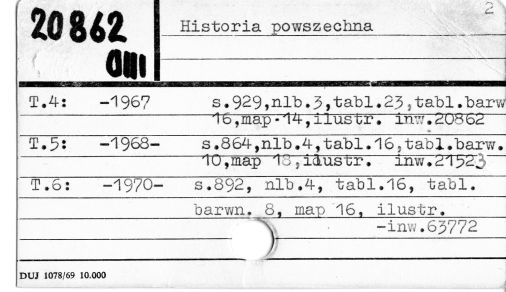 2
20862
OIII
Historia powszechna
T.4: -1967 s.929,nlb.3,tabl.23,tabl.barw
16,map-14,ilustr. inw.20862
T.5: -1968- s.864,nlb.4,tabl.16,tabl.barw.
10,map 18,ilustr. inw.21523
T.6: -1970- s.892, nlb.4, tabl.16, tabl.
barwn. 8, map 16, ilustr.
-inw.63772
DUJ 1078/69 10.000